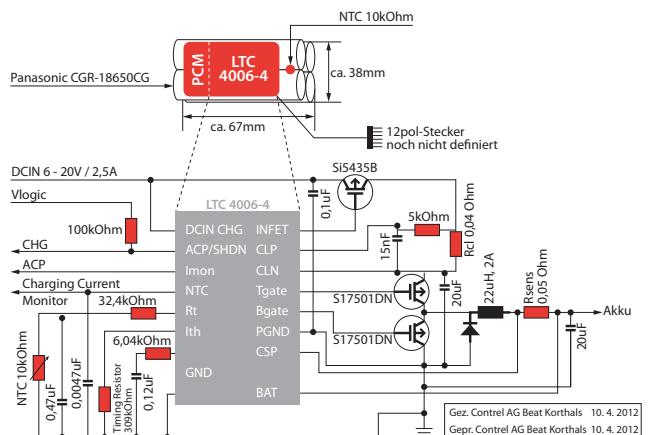 NTC 10kOhm
PCM
LTC
4006-4
Panasonic CGR-18650CG
ca. 38mm
ca. 67mm
12pol-Stecker
noch nicht definiert
DCIN 6 - 20V / 2,5A
Si5435B
Vlogic
LTC 4006-4
0,1uF
5kOhm
100kOhm
DCIN CHG
INFET
15nF
Rcl 0,04 Ohm
CHG
ACP/SHDN
CLP
ACP
Imon
CLN
Charging Current
Monitor
NTC
Tgate
S17501DN
20uF
22uH, 2A
Rsens
0,05 Ohm
32,4kOhm
Rt
Bgate
Akku
Ith
PGND
S17501DN
20uF
6,04kOhm
CSP
NTC 10kOhm
0,47uF
0,0047uF
Timing Resistor
309kOhm
0,12uF
GND
BAT
Gez. Controllel AG Beat Korthals 10. 4. 2012
Gepr. Control AG Beat Korthals 10. 4. 2012